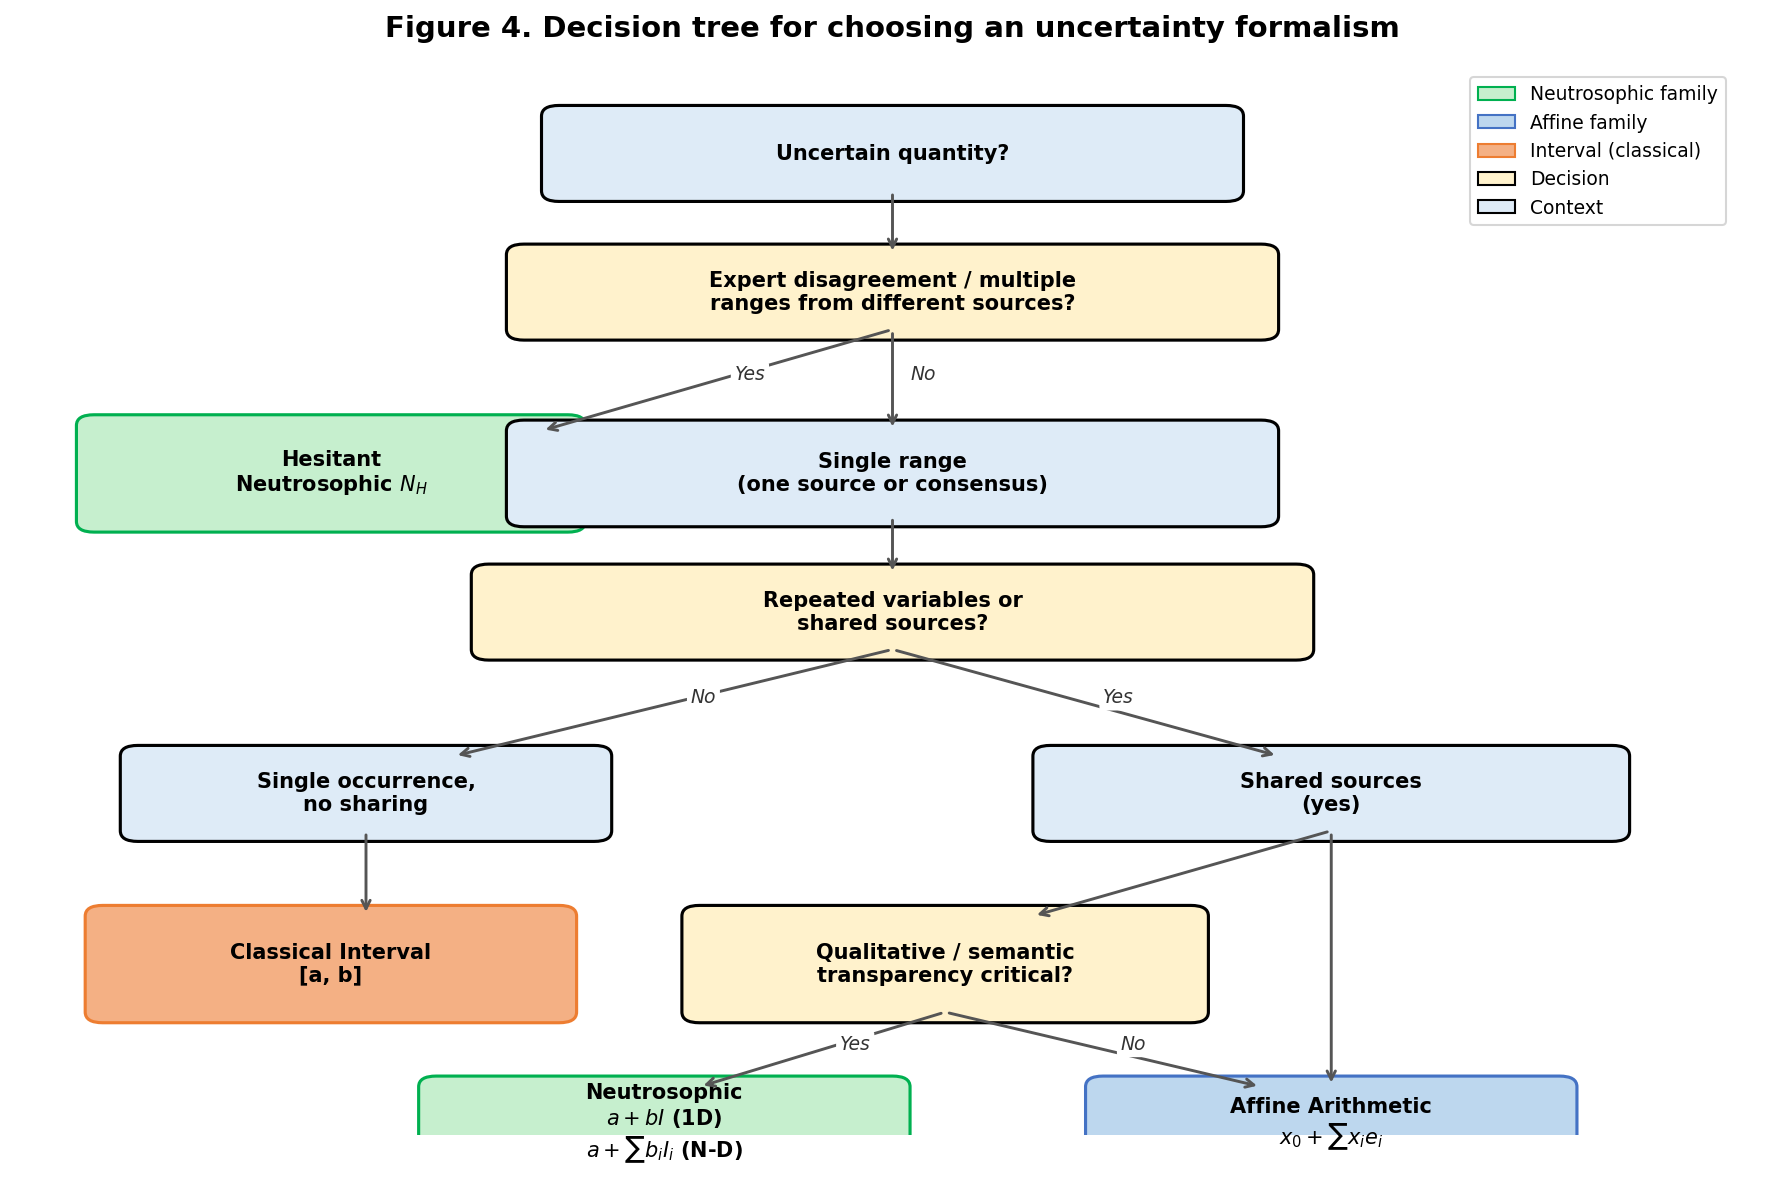 Figure 4. Decision tree for choosing an uncertainty formalism
Neutrosophic family
Affine family
Interval (classical)
Decision
Context
Uncertain quantity?
Expert disagreement / multiple
ranges from different sources?
Yes
No
Hesitant
Neutrosophic $N_H$
Single range
(one source or consensus)
Repeated variables or
shared sources?
No
Yes
Single occurrence,
no sharing
Shared sources
(yes)
Classical Interval
[a, b]
Qualitative / semantic
transparency critical?
Yes
No
Neutrosophic
$a + bI$ (1D)
$a + \sum b_i I_i$ (N-D)
Affine Arithmetic
$x_0 + \sum x_i e_i$